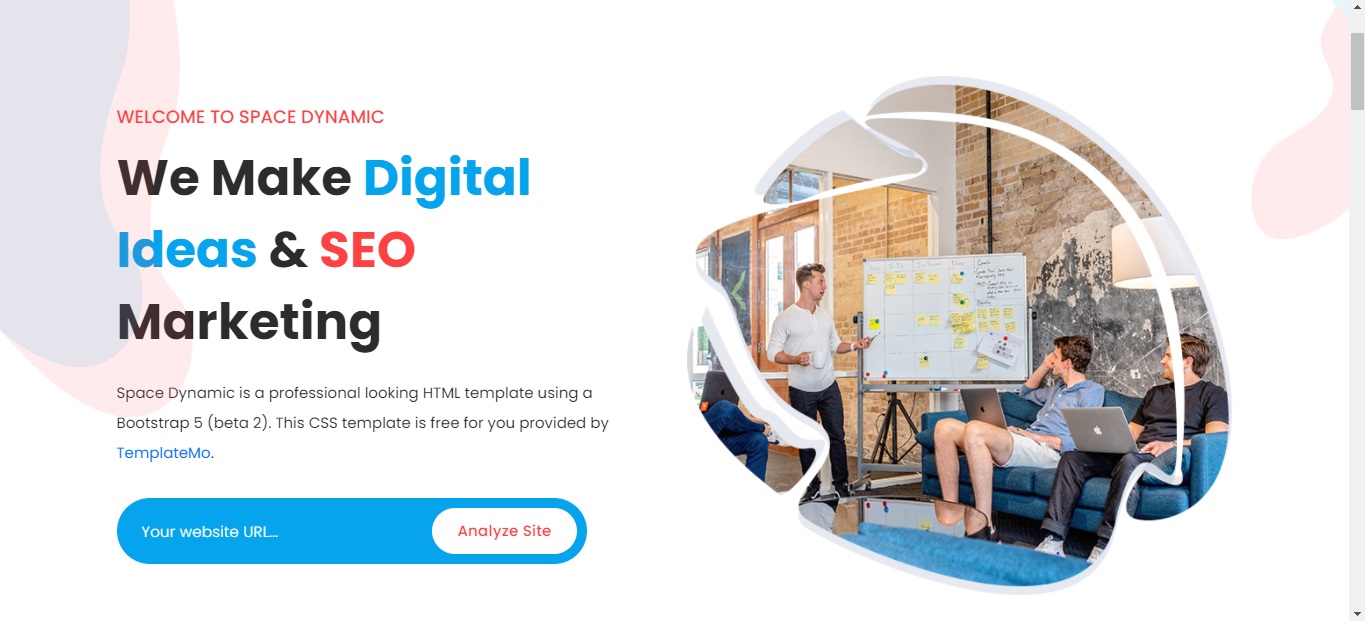 WELCOME TO SPACE DYNAMIC
We Make Digital
Ideas & SEO
Marketing
Space Dynamic is a professional looking HTML template using a
Bootstrap 5 (beta 2). This CSS template is free for you provided by
TemplateMo.
Your website URL...
Analyze Site